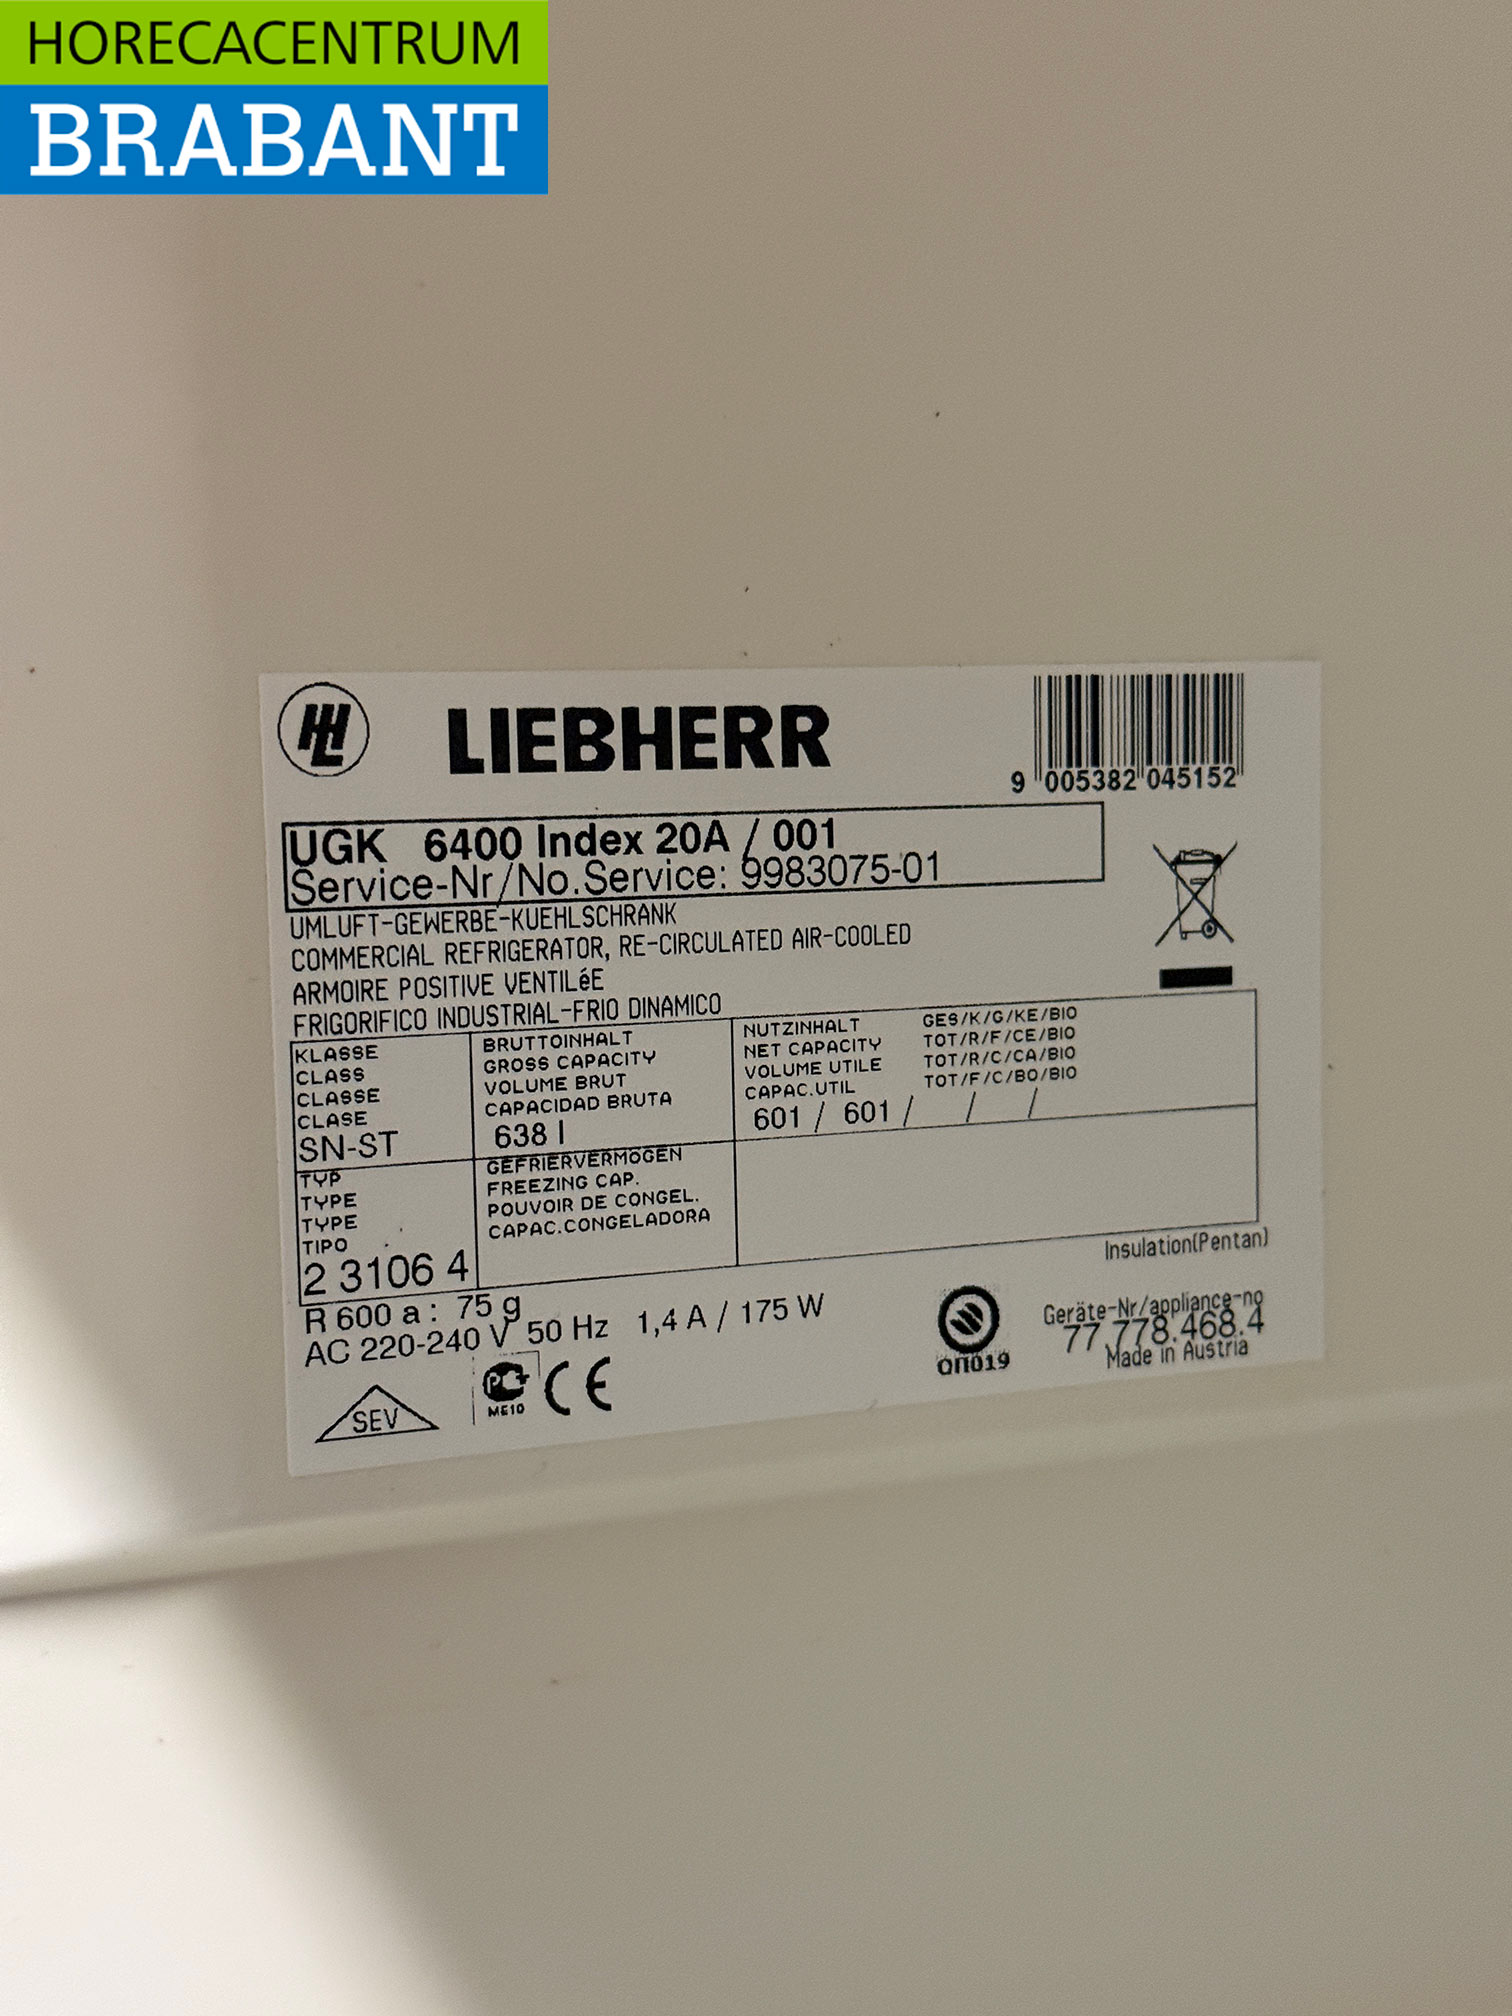 HORECACENTRUM
BRABANT
LIEBHERR
9 005382 045152
UGK 6400 Index 20A / 001
Service-Nr/No.Service: 9983075-01
UMLUFT-GEWERBE-KUEHLSCHRANK
COMMERCIAL REFRIGERATOR, RE-CIRCULATED AIR-COOLED
ARMOIRE POSITIVE VENTILéE
FRIGORIFICO INDUSTRIAL-FRIO DINAMICO
KLASSE
CLASS
CLASSE
CLASE
SN-ST
BRUTTOINHALT
GROSS CAPACITY
VOLUME BRUT
CAPACIDAD BRUTA
638 l
NUTZINHALT GES/K/G/KE/BIO
NET CAPACITY TOT/R/F/CE/BIO
VOLUME UTILE TOT/R/C/CA/BIO
CAPAC.UTIL TOT/F/C/BO/BIO
601 / 601 / / /
TYP
TYPE
TYPE
TIPO
2 3106 4
GEFRIERVERMOGEN
FREEZING CAP.
POUVOIR DE CONGEL.
CAPAC.CONGELADORA
Insulation(Pentan)
R 600 a : 75 g
AC 220-240 V 50 Hz 1,4 A / 175 W
Geräte-Nr/appliance-no
77.778.468.4
Made in Austria
SEV
РСТ
ME10
CE
ОП019